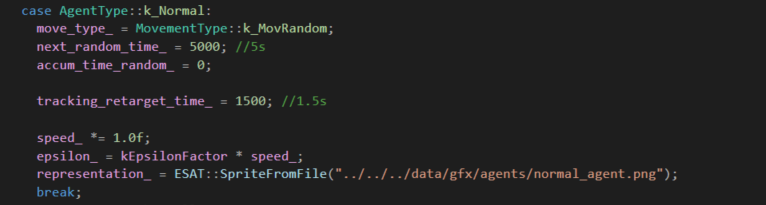 case AgentType::k_Normal:
move_type_ = MovementType::k_MovRandom;
next_random_time_ = 5000; //5s
accum_time_random_ = 0;
tracking_retarget_time_ = 1500; //1.5s
speed_ *= 1.0f;
epsilon_ = kEpsilonFactor * speed_;
representation_ = ESAT::SpriteFromFile("../../../data/gfx/agents/normal_agent.png");
break;